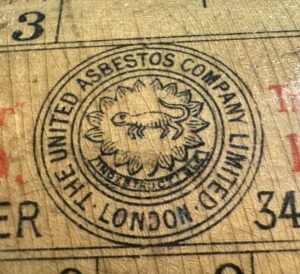 3
THE UNITED ASBESTOS COMPANY LIMITED · LONDON ·
INDESTRUCTIBLE
ER
34